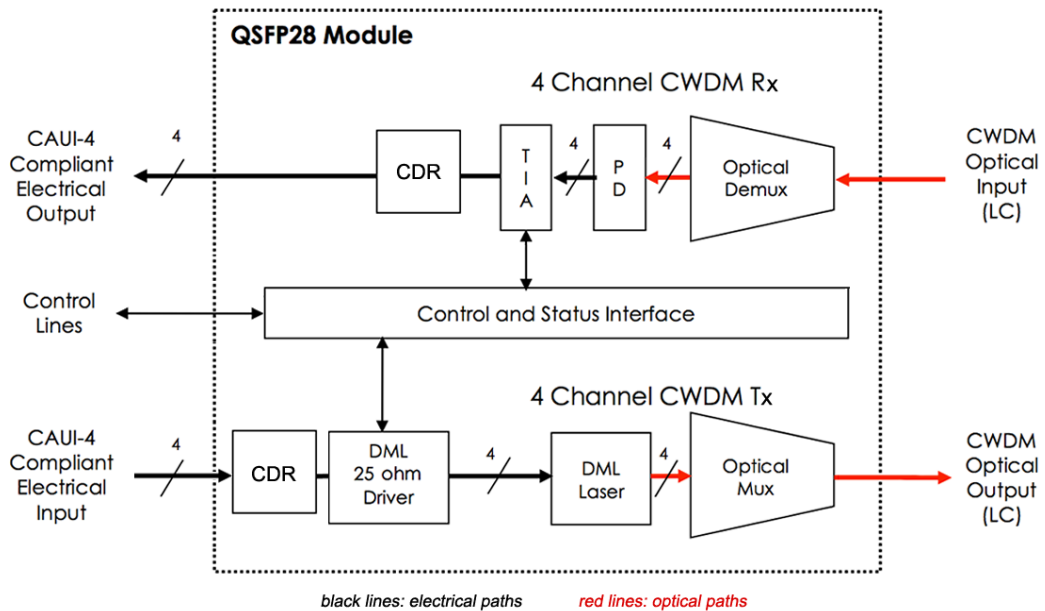 QSFP28 Module
4 Channel CWDM Rx
CAUI-4
Compliant
Electrical
Output
4
CDR
T
I
A
4
P
D
4
Optical
Demux
CWDM
Optical
Input
(LC)
Control
Lines
Control and Status Interface
4 Channel CWDM Tx
CAUI-4
Compliant
Electrical
Input
4
CDR
DML
25 ohm
Driver
4
DML
Laser
4
Optical
Mux
CWDM
Optical
Output
(LC)
black lines: electrical paths
red lines: optical paths